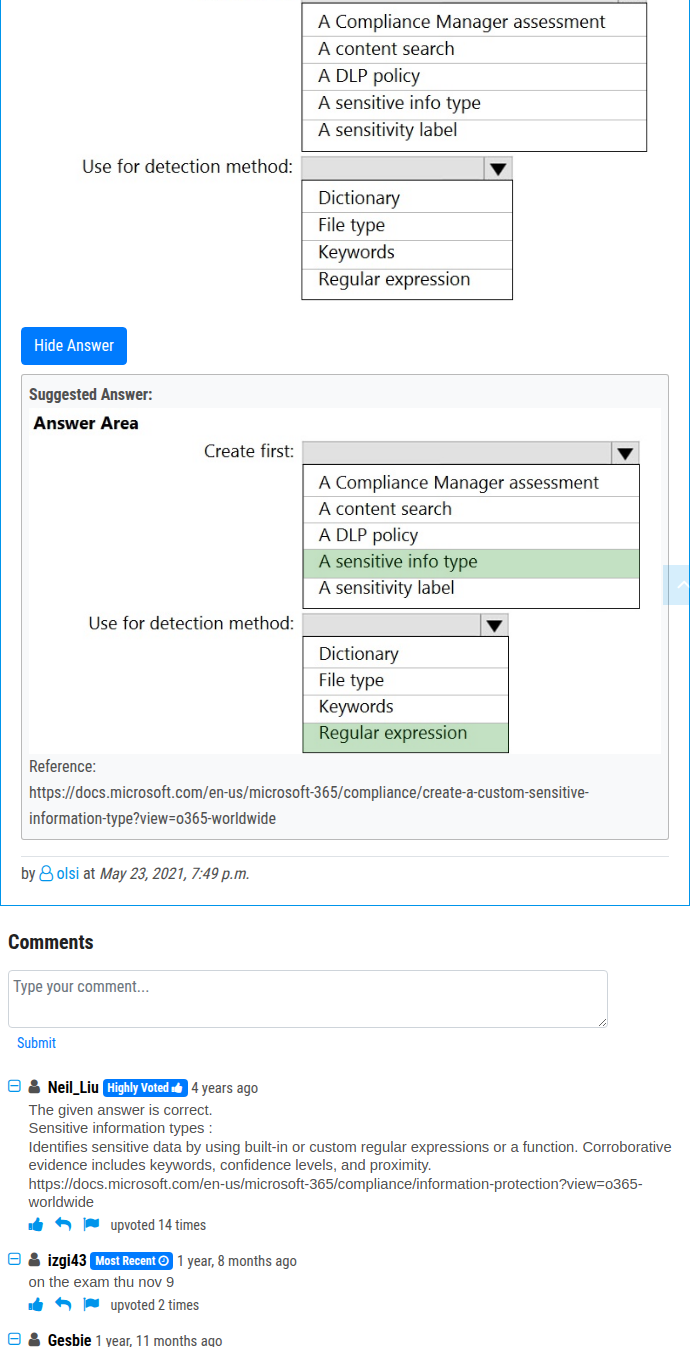 A Compliance Manager assessment
A content search
A DLP policy
A sensitive info type
A sensitivity label
Use for detection method:
Dictionary
File type
Keywords
Regular expression
Hide Answer
Suggested Answer:
Answer Area
Create first:
A Compliance Manager assessment
A content search
A DLP policy
A sensitive info type
A sensitivity label
Use for detection method:
Dictionary
File type
Keywords
Regular expression
Reference:
https://docs.microsoft.com/en-us/microsoft-365/compliance/create-a-custom-sensitive-
information-type?view=o365-worldwide
by olsi at May 23, 2021, 7:49 p.m.
Comments
Type your comment...
Submit
Neil_Liu Highly Voted 4 years ago
The given answer is correct.
Sensitive information types :
Identifies sensitive data by using built-in or custom regular expressions or a function. Corroborative
evidence includes keywords, confidence levels, and proximity.
https://docs.microsoft.com/en-us/microsoft-365/compliance/information-protection?view=o365-
worldwide
upvoted 14 times
izgi43 Most Recent 1 year, 8 months ago
on the exam thu nov 9
upvoted 2 times
Gesbie 1 year, 11 months ago